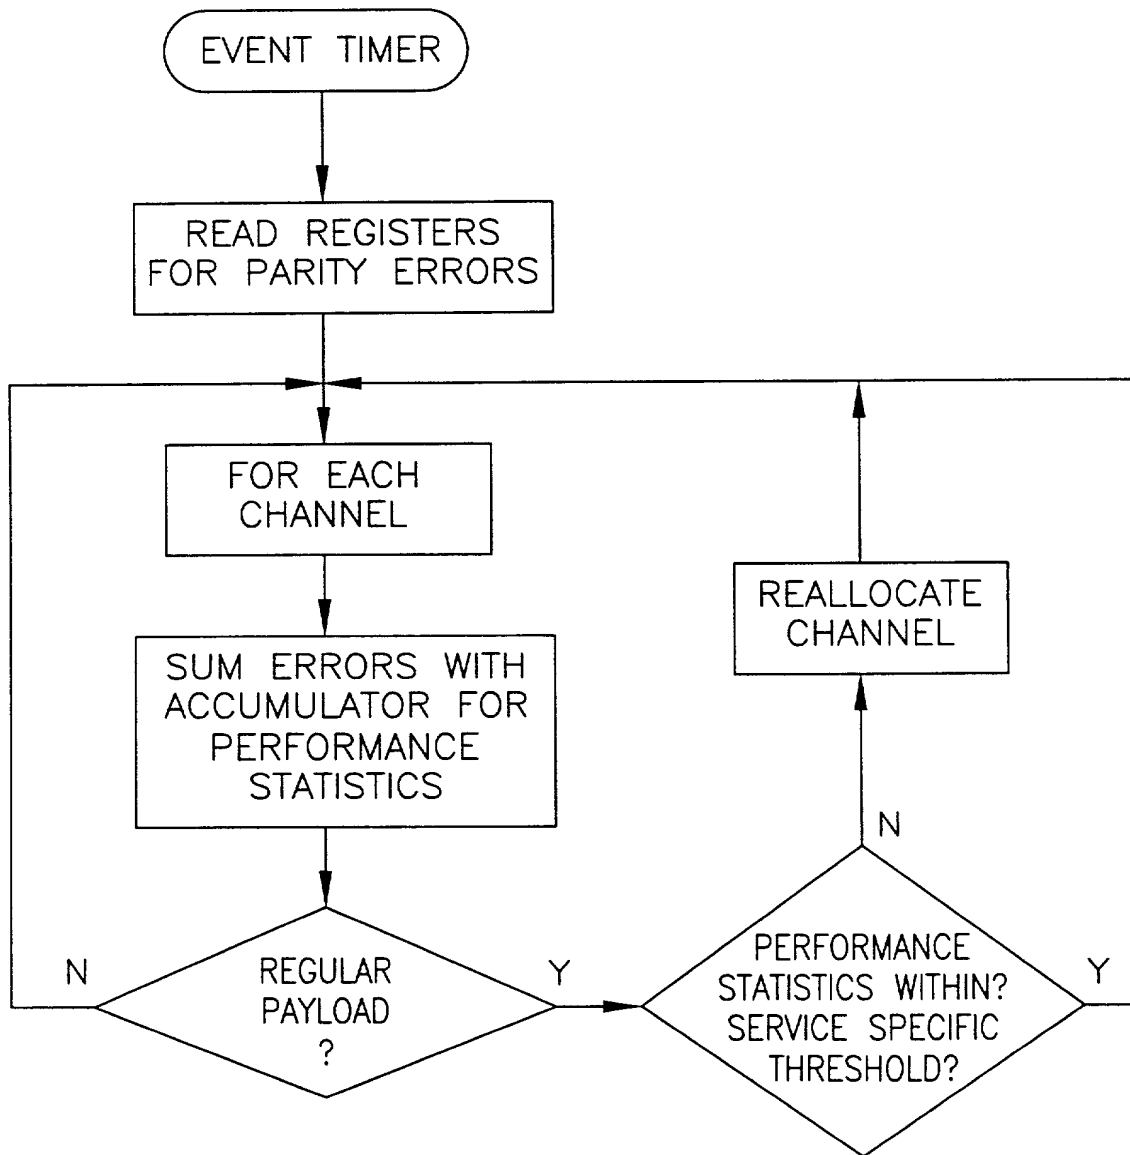 EVENT TIMER
READ REGISTERS
FOR PARITY ERRORS
FOR EACH
CHANNEL
REALLOCATE
CHANNEL
SUM ERRORS WITH
ACCUMULATOR FOR
PERFORMANCE
STATISTICS
N
REGULAR
PAYLOAD
?
Y
N
PERFORMANCE
STATISTICS WITHIN?
SERVICE SPECIFIC
THRESHOLD?
Y